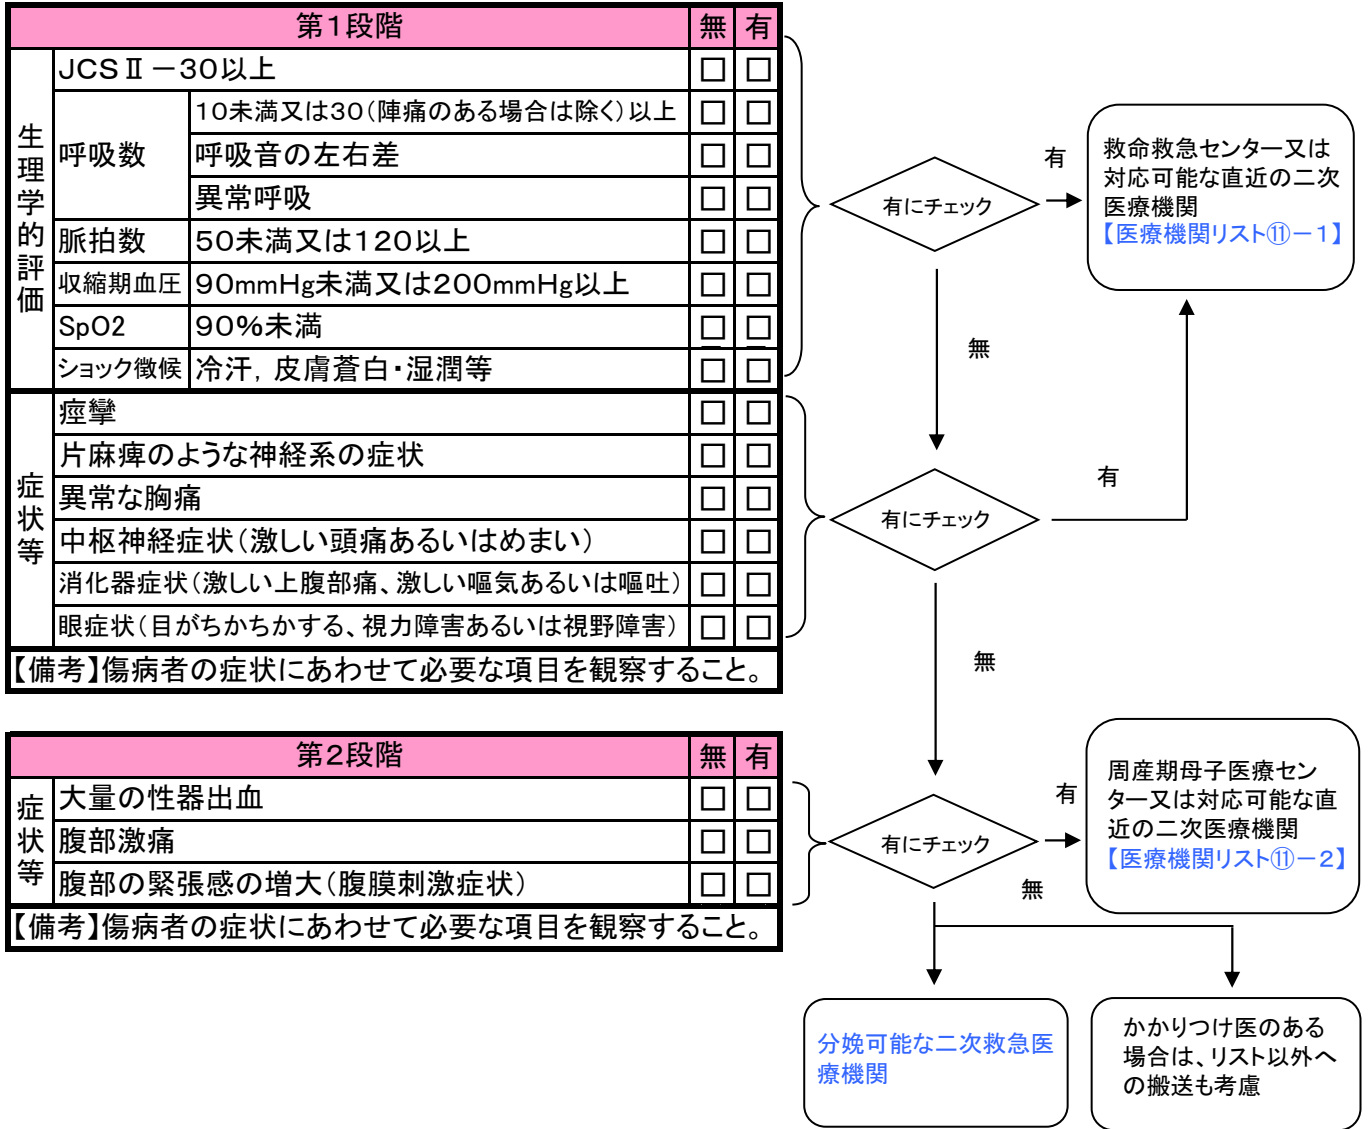 第1段階 無 有
生理学的評価
JCSⅡ－30以上 □ □
呼吸数 10未満又は30(陣痛のある場合は除く)以上 □ □
呼吸音の左右差 □ □
異常呼吸 □ □
脈拍数 50未満又は120以上 □ □
収縮期血圧 90mmHg未満又は200mmHg以上 □ □
SpO2 90%未満 □ □
ショック徴候 冷汗，皮膚蒼白・湿潤等 □ □
症状等
痙攣 □ □
片麻痺のような神経系の症状 □ □
異常な胸痛 □ □
中枢神経症状(激しい頭痛あるいはめまい) □ □
消化器症状(激しい上腹部痛、激しい嘔気あるいは嘔吐) □ □
眼症状(目がちかちかする、視力障害あるいは視野障害) □ □
【備考】傷病者の症状にあわせて必要な項目を観察すること。
有にチェック
有
救命救急センター又は
対応可能な直近の二次
医療機関
【医療機関リスト⑪－1】
無
有にチェック
有
無
第2段階 無 有
症状等
大量の性器出血 □ □
腹部激痛 □ □
腹部の緊張感の増大(腹膜刺激症状) □ □
【備考】傷病者の症状にあわせて必要な項目を観察すること。
有にチェック
有
周産期母子医療セン
ター又は対応可能な直
近の二次医療機関
【医療機関リスト⑪－2】
無
分娩可能な二次救急医
療機関
かかりつけ医のある
場合は、リスト以外へ
の搬送も考慮